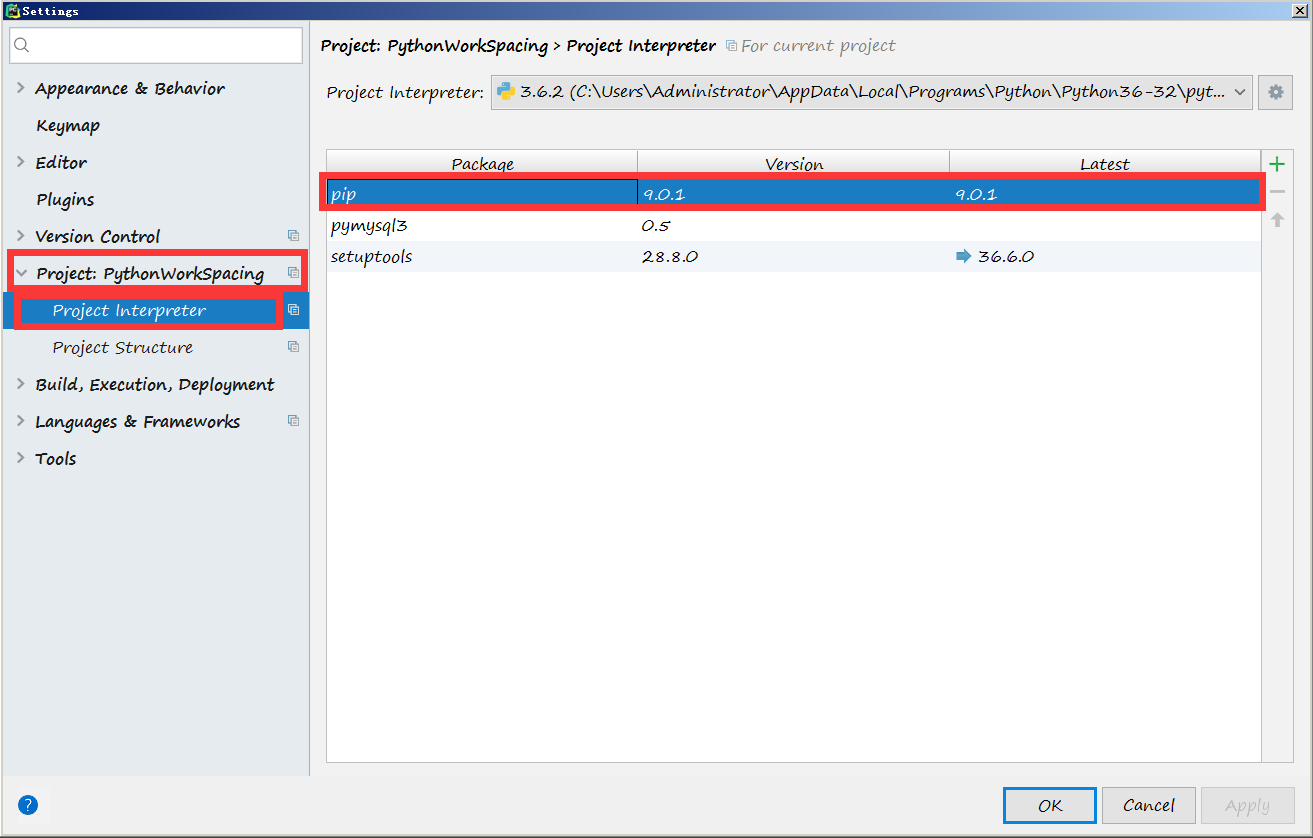 Settings
Project: PythonWorkSpacing > Project Interpreter For current project
Appearance & Behavior
Project Interpreter: 3.6.2 (C:\Users\Administrator\AppData\Local\Programs\Python\Python36-32\pyt...
Keymap
Editor
Plugins
Version Control
Project: PythonWorkSpacing
Project Interpreter
Project Structure
Build, Execution, Deployment
Languages & Frameworks
Tools
Package Version Latest
pip 9.0.1 9.0.1
pymysql3 0.5
setuptools 28.8.0 36.6.0
? OK Cancel Apply